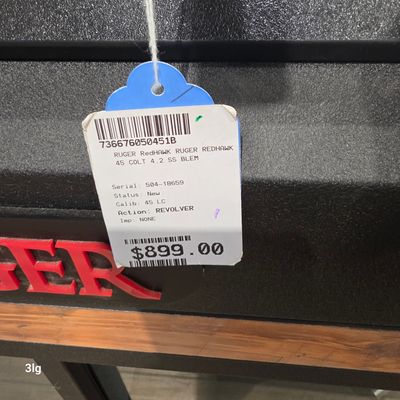 736676050451B
RUGER RedHAWK RUGER REDHAWK
45 COLT 4.2 SS BLEM
Serial: 504-18659
Status: New
Calib: 45 LC
Action: REVOLVER
Imp: NONE
$899.00
GER
3lg